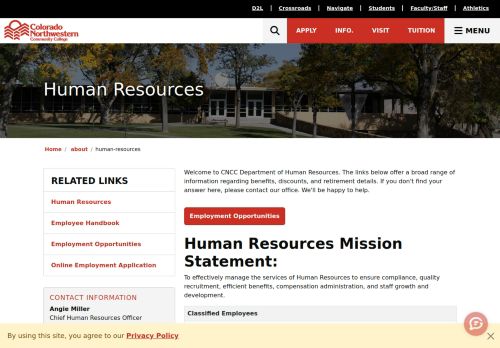 D2L | Crossroads | Navigate | Students | Faculty/Staff | Athletics
Colorado
Northwestern
Community College
APPLY INFO. VISIT TUITION MENU
Human Resources
Home / about / human-resources
RELATED LINKS
Human Resources
Employee Handbook
Employment Opportunities
Online Employment Application
CONTACT INFORMATION
Angie Miller
Chief Human Resources Officer
Welcome to CNCC Department of Human Resources. The links below offer a broad range of
information regarding benefits, discounts, and retirement details. If you don't find your
answer here, please contact our office. We'll be happy to help.
Employment Opportunities
Human Resources Mission
Statement:
To effectively manage the services of Human Resources to ensure compliance, quality
recruitment, efficient benefits, compensation administration, and staff growth and
development.
Classified Employees
By using this site, you agree to our Privacy Policy